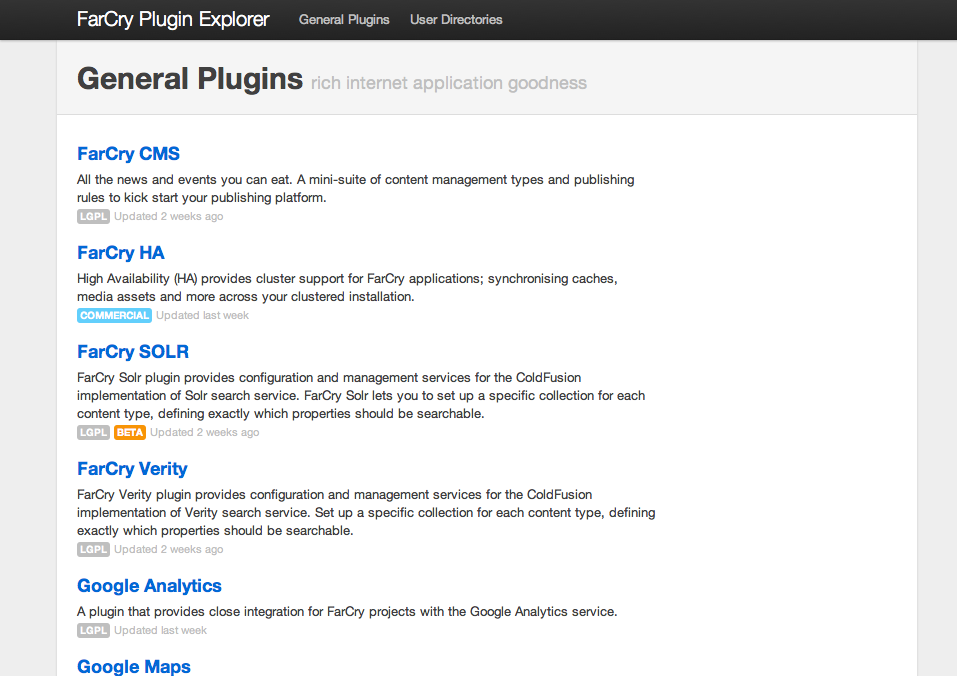 FarCry Plugin Explorer General Plugins User Directories
General Plugins rich internet application goodness
FarCry CMS
All the news and events you can eat. A mini-suite of content management types and publishing
rules to kick start your publishing platform.
LGPL Updated 2 weeks ago
FarCry HA
High Availability (HA) provides cluster support for FarCry applications; synchronising caches,
media assets and more across your clustered installation.
COMMERCIAL Updated last week
FarCry SOLR
FarCry Solr plugin provides configuration and management services for the ColdFusion
implementation of Solr search service. FarCry Solr lets you to set up a specific collection for each
content type, defining exactly which properties should be searchable.
LGPL BETA Updated 2 weeks ago
FarCry Verity
FarCry Verity plugin provides configuration and management services for the ColdFusion
implementation of Verity search service. Set up a specific collection for each content type, defining
exactly which properties should be searchable.
LGPL Updated 2 weeks ago
Google Analytics
A plugin that provides close integration for FarCry projects with the Google Analytics service.
LGPL Updated last week
Google Maps